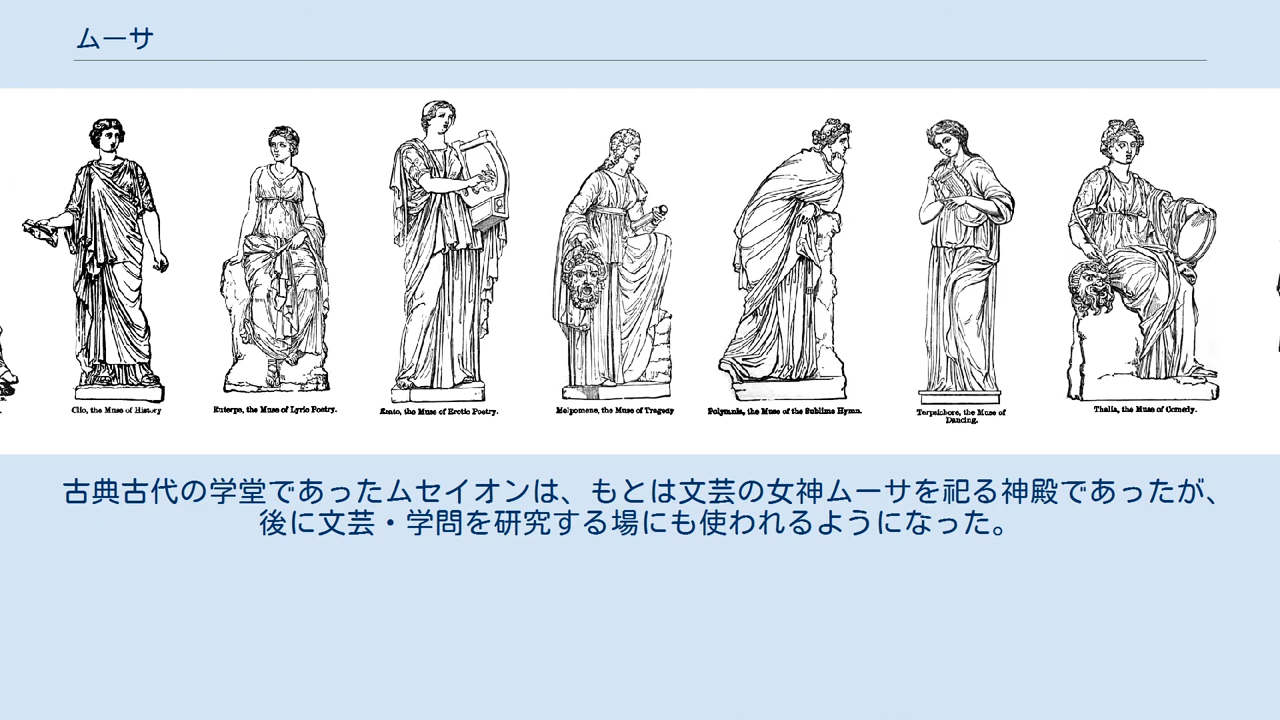 ムーサ
Clio, the Muse of History
Euterpe, the Muse of Lyric Poetry.
Erato, the Muse of Erotic Poetry.
Melpomene, the Muse of Tragedy
Polymnia, the Muse of the Sublime Hymn.
Terpsichore, the Muse of
Dancing.
Thalia, the Muse of Comedy.
古典古代の学堂であったムセイオンは、もとは文芸の女神ムーサを祀る神殿であったが、
後に文芸・学問を研究する場にも使われるようになった。